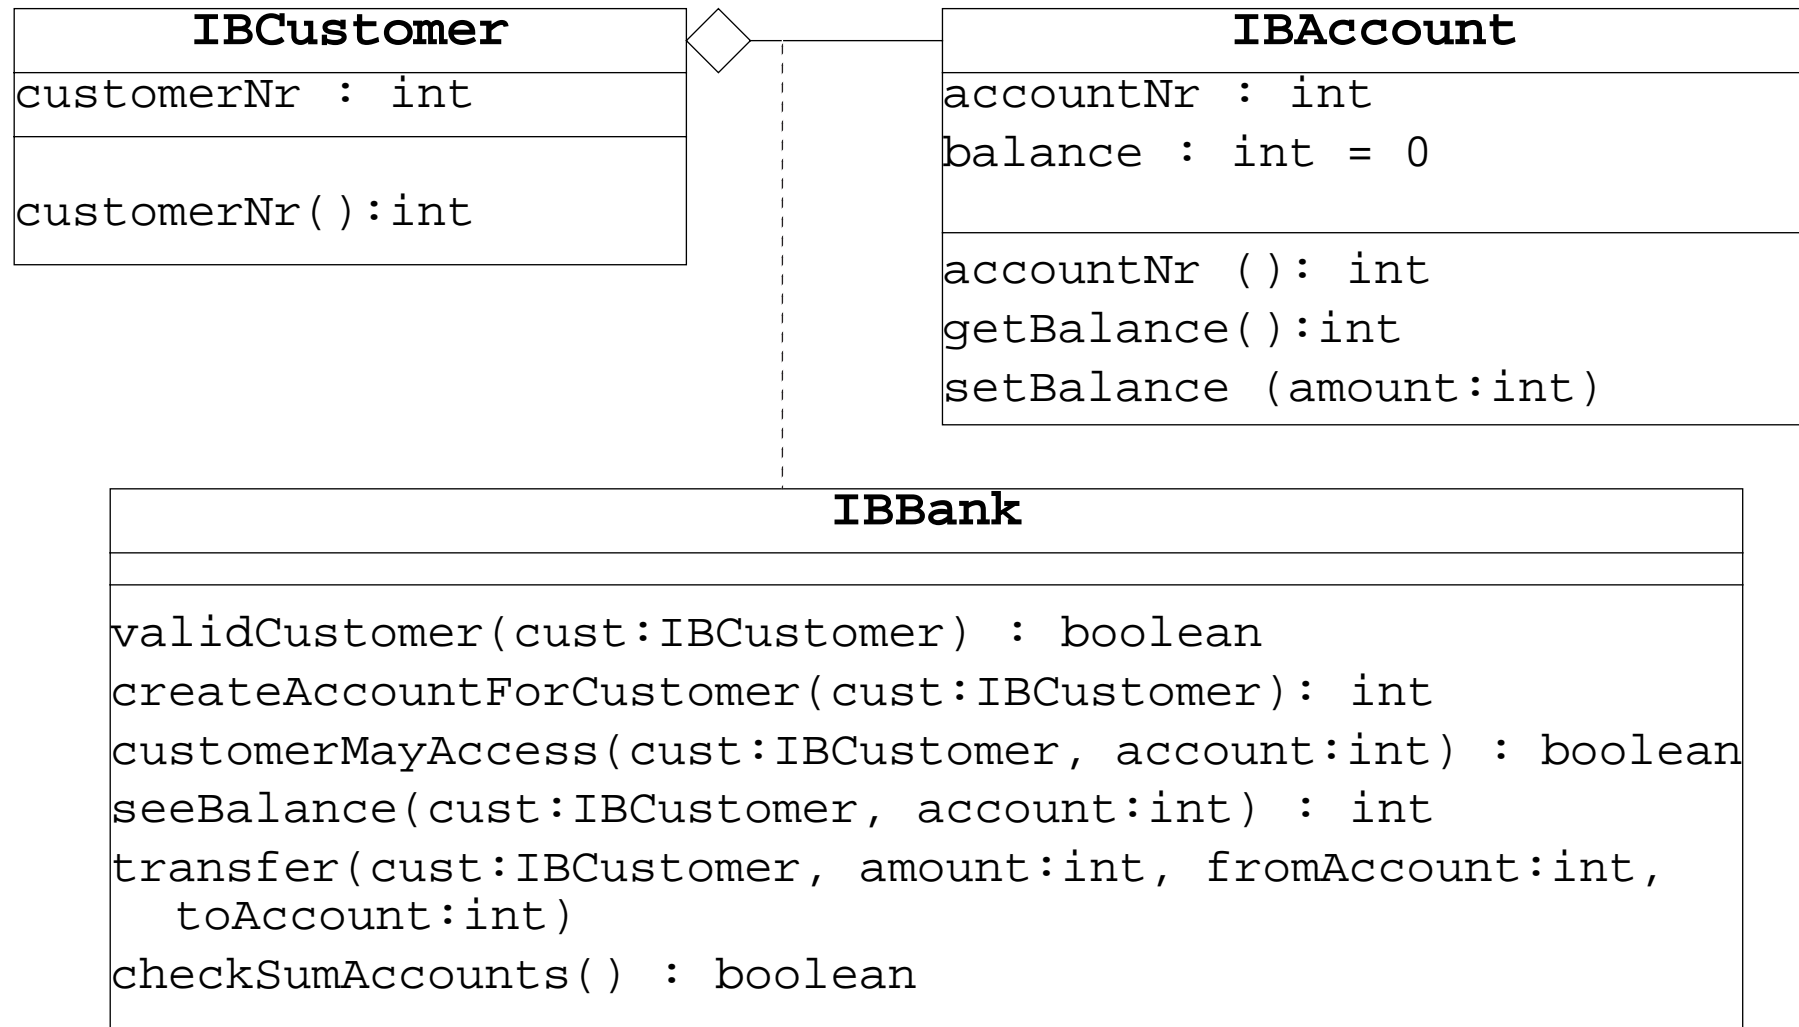 IBCustomer
customerNr : int
customerNr():int
IBAccount
accountNr : int
balance : int = 0
accountNr (): int
getBalance():int
setBalance (amount:int)
IBBank
validCustomer(cust:IBCustomer) : boolean
createAccountForCustomer(cust:IBCustomer): int
customerMayAccess(cust:IBCustomer, account:int) : boolean
seeBalance(cust:IBCustomer, account:int) : int
transfer(cust:IBCustomer, amount:int, fromAccount:int,
toAccount:int)
checkSumAccounts() : boolean